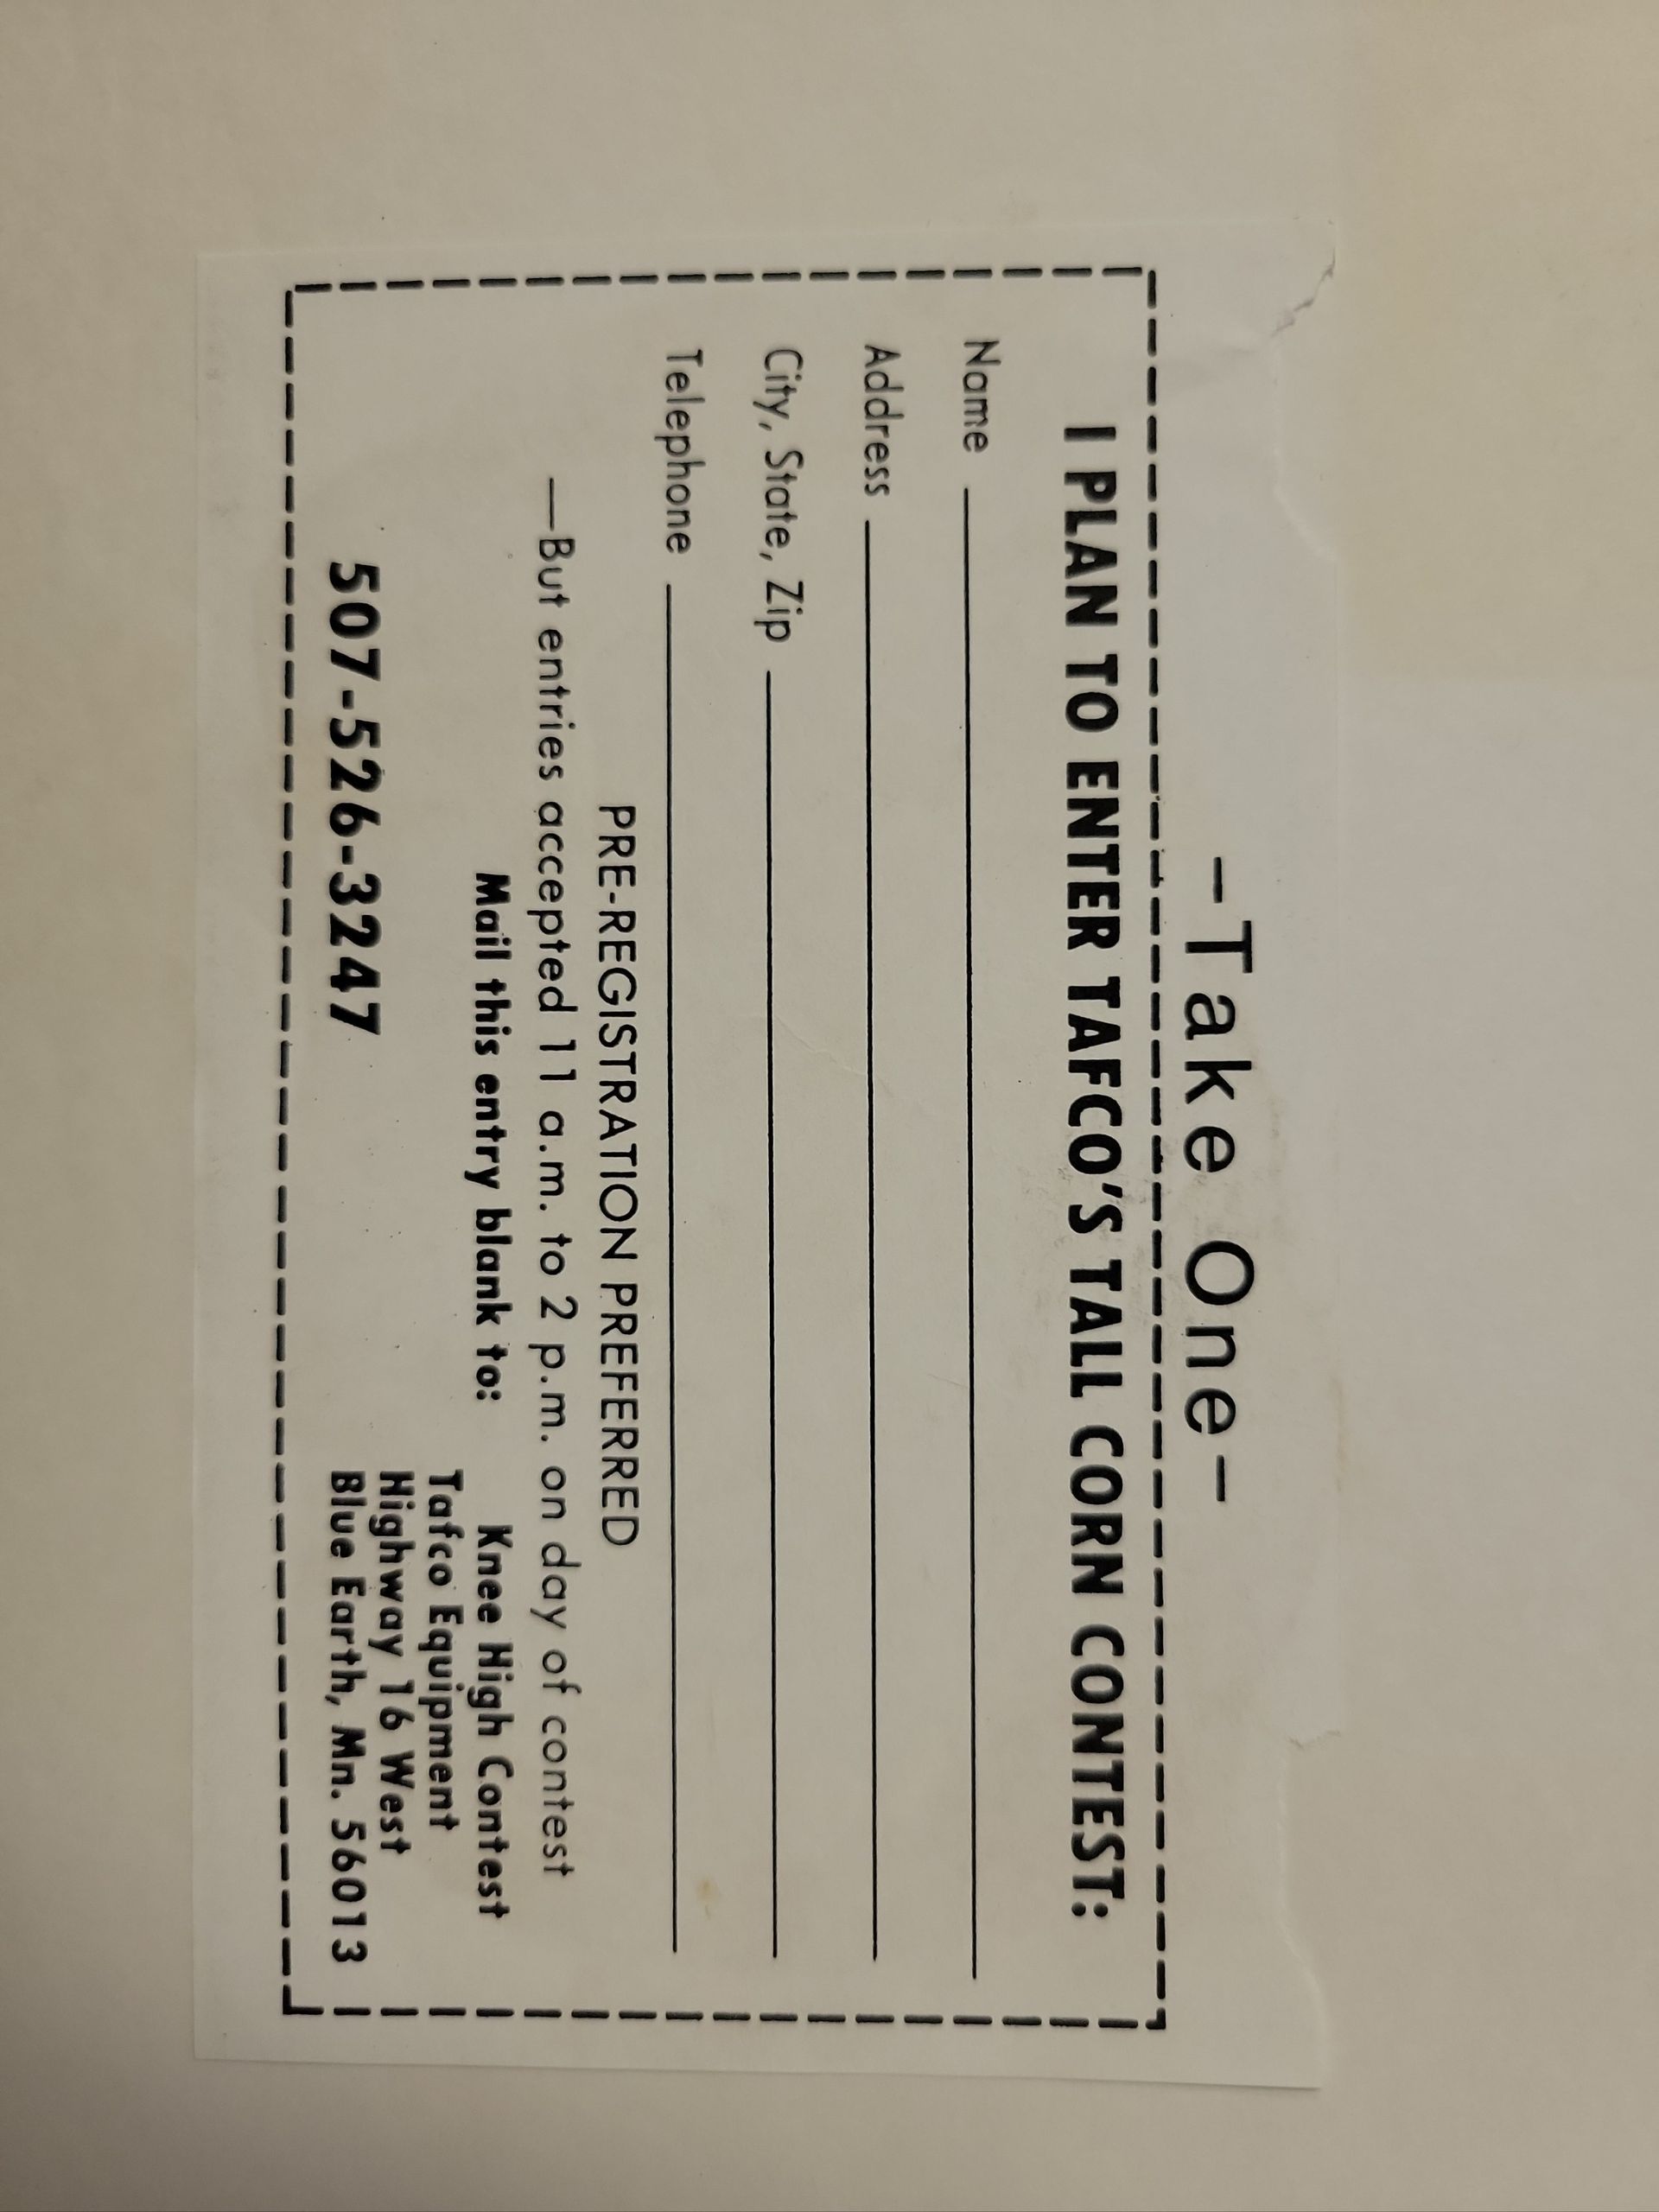 -Take One-
I PLAN TO ENTER TAFCO'S TALL CORN CONTEST:
Name
Address
City, State, Zip
Telephone
PRE-REGISTRATION PREFERRED
—But entries accepted 11 a.m. to 2 p.m. on day of contest
Mail this entry blank to: Knee High Contest
Tafco Equipment
Highway 16 West
507-526-3247 Blue Earth, Mn. 56013